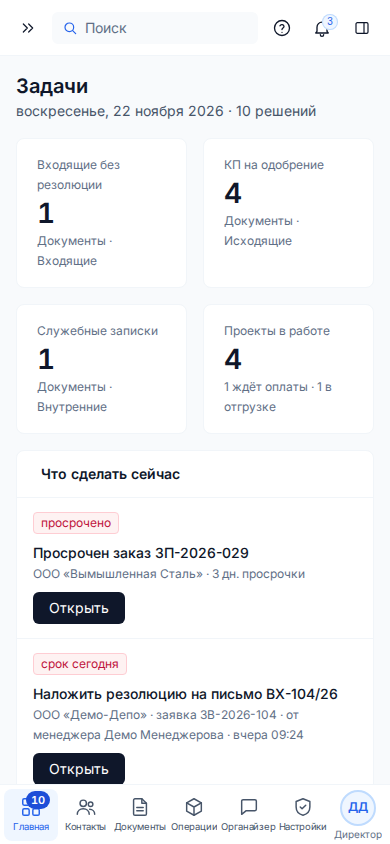 Поиск
3
Задачи
воскресенье, 22 ноября 2026 · 10 решений
Входящие без
резолюции
1
Документы ·
Входящие
КП на одобрение
4
Документы ·
Исходящие
Служебные записки
1
Документы ·
Внутренние
Проекты в работе
4
1 ждёт оплаты · 1 в
отгрузке
Что сделать сейчас
просрочено
Просрочен заказ ЗП-2026-029
ООО «Вымышленная Сталь» · 3 дн. просрочки
Открыть
срок сегодня
Наложить резолюцию на письмо ВХ-104/26
ООО «Демо-Депо» · заявка ЗВ-2026-104 · от
менеджера Демо Менеджерова · вчера 09:24
Открыть
10
Главная
Контакты
Документы
Операции
Органайзер
Настройки
ДД
Директор